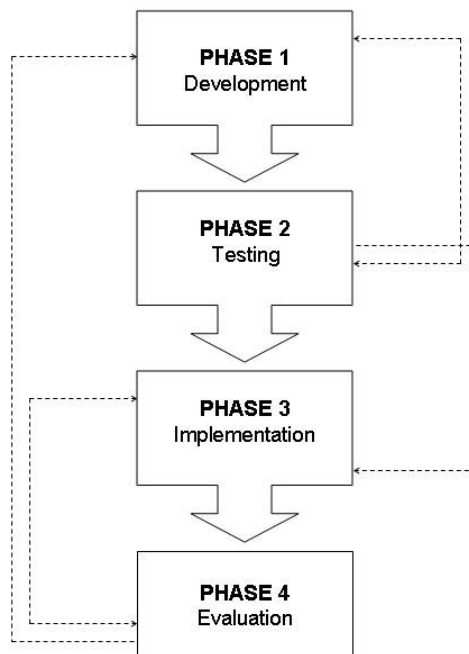 PHASE 1
Development
PHASE 2
Testing
PHASE 3
Implementation
PHASE 4
Evaluation